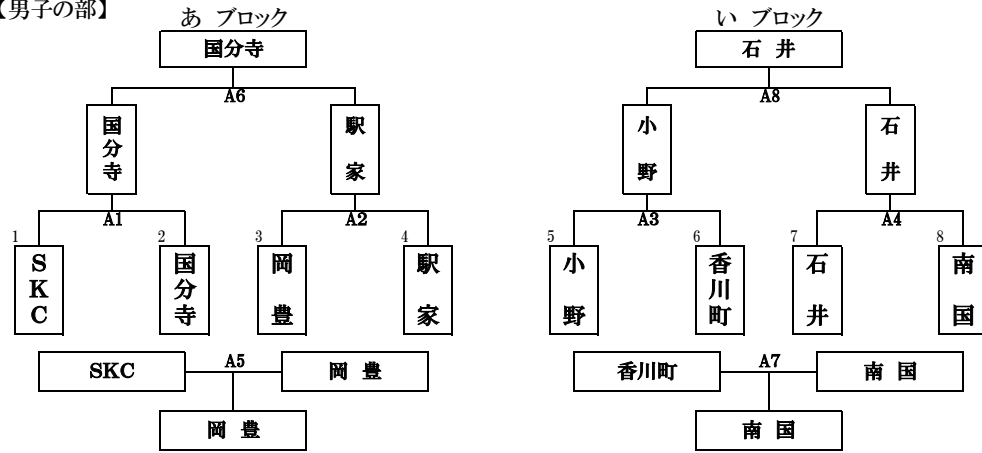 【男子の部】
あ ブロック
国分寺
A6
国分寺
駅家
A1
A2
1
2
3
4
SKC
国分寺
岡豊
駅家
SKC
A5
岡 豊
岡 豊
い ブロック
石 井
A8
小野
石井
A3
A4
5
6
7
8
小野
香川町
石井
南国
香川町
A7
南 国
南 国